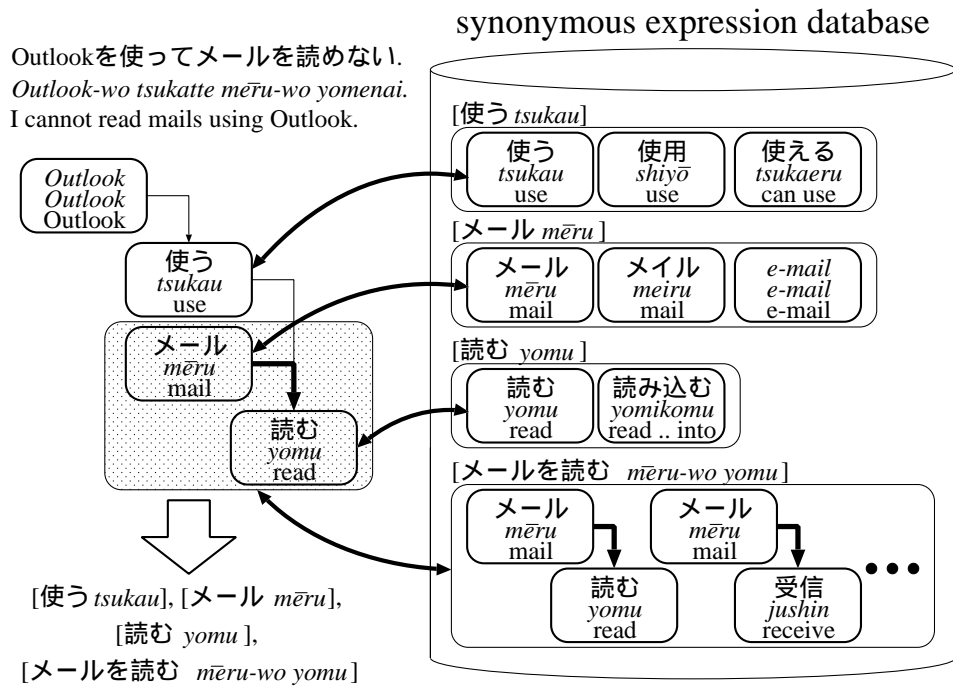 synonymous expression database
Outlookを使ってメールを読めない.
Outlook-wo tsukatte mēru-wo yomenai.
I cannot read mails using Outlook.
Outlook
Outlook
Outlook
使う
tsukau
use
メール
mēru
mail
読む
yomu
read
[使う tsukau], [メール mēru],
[読む yomu ],
[メールを読む mēru-wo yomu]
[使う tsukau]
使う
tsukau
use
使用
shiyō
use
使える
tsukaeru
can use
[メール mēru ]
メール
mēru
mail
メイル
meiru
mail
e-mail
e-mail
e-mail
[読む yomu ]
読む
yomu
read
読み込む
yomikomu
read .. into
[メールを読む mēru-wo yomu]
メール
mēru
mail
読む
yomu
read
メール
mēru
mail
受信
jushin
receive
•••